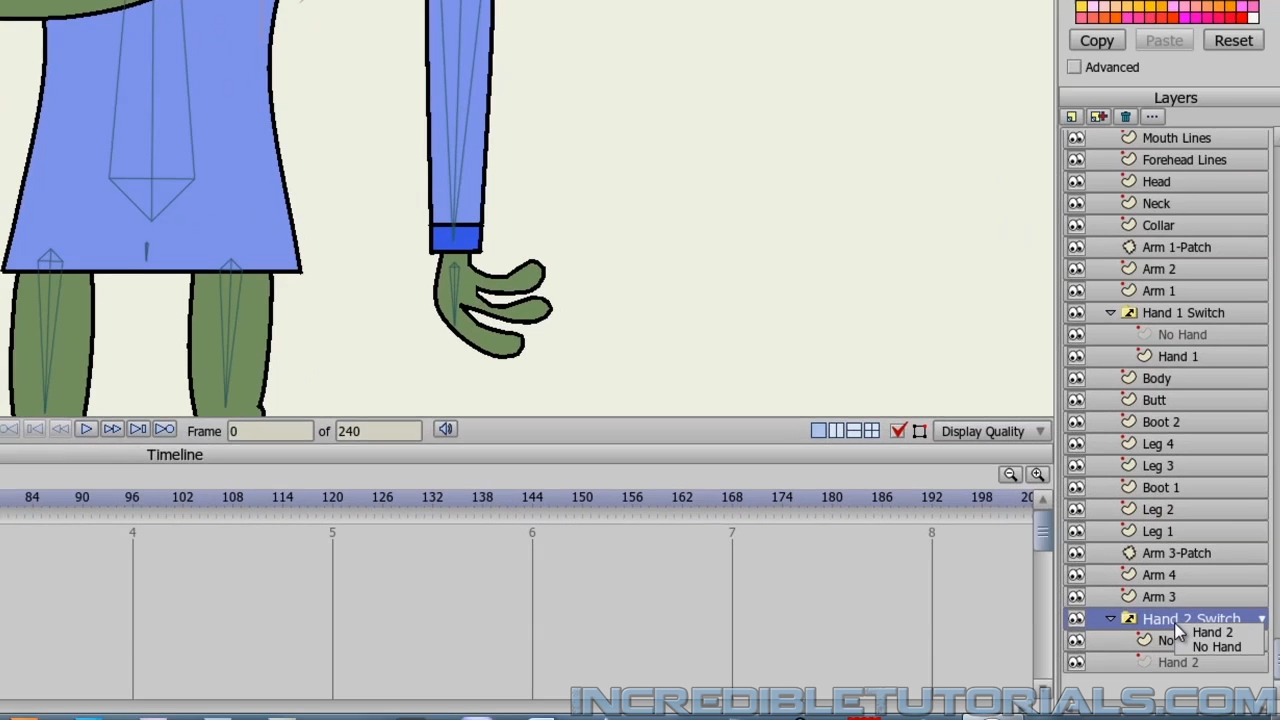 Copy Paste Reset
Advanced
Layers
Mouth Lines
Forehead Lines
Head
Neck
Collar
Arm 1-Patch
Arm 2
Arm 1
Hand 1 Switch
No Hand
Hand 1
Body
Butt
Boot 2
Leg 4
Leg 3
Boot 1
Leg 2
Leg 1
Arm 3-Patch
Arm 4
Arm 3
Hand 2 Switch
Hand 2
No
No Hand
Hand 2
Frame 0 of 240 Display Quality
Timeline
84 90 96 102 108 114 120 126 132 138 144 150 156 162 168 174 180 186 192 198
4 5 6 7 8
INCREDIBLETUTORIALS.COM